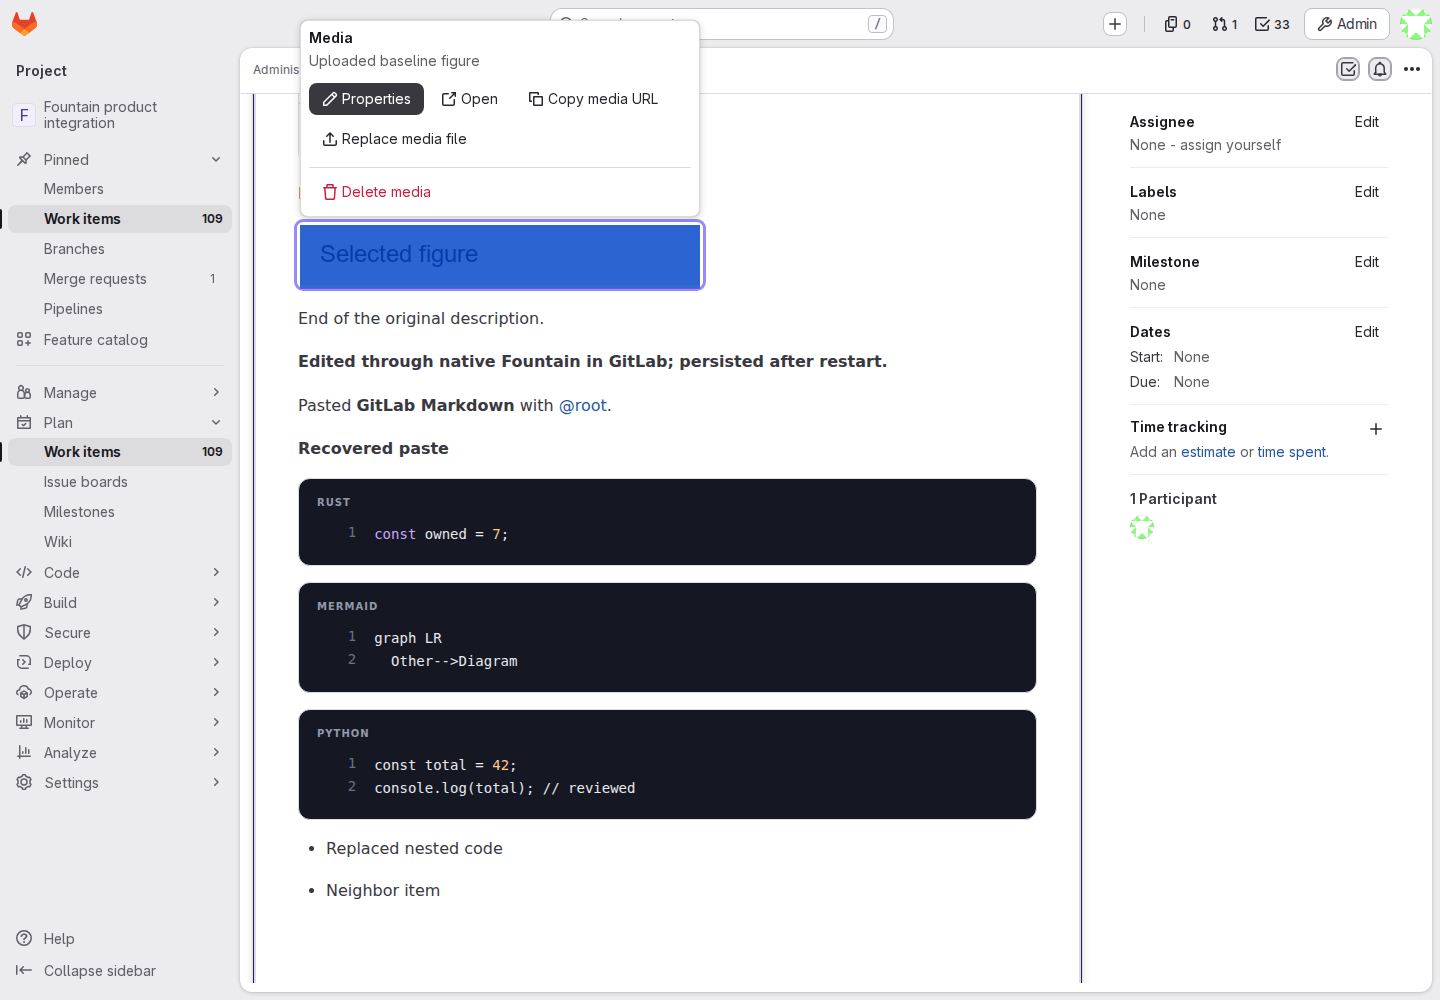 /
0
1
33
Admin
Project
F
Fountain product
integration
Pinned
Members
Work items 109
Branches
Merge requests 1
Pipelines
Feature catalog
Manage
Plan
Work items 109
Issue boards
Milestones
Wiki
Code
Build
Secure
Deploy
Operate
Monitor
Analyze
Settings
Help
Collapse sidebar
Adminis
Media
Uploaded baseline figure
Properties
Open
Copy media URL
Replace media file
Delete media
Selected figure
End of the original description.
Edited through native Fountain in GitLab; persisted after restart.
Pasted GitLab Markdown with @root.
Recovered paste
RUST
1 const owned = 7;
MERMAID
1 graph LR
2 Other-->Diagram
PYTHON
1 const total = 42;
2 console.log(total); // reviewed
• Replaced nested code
• Neighbor item
Assignee Edit
None - assign yourself
Labels Edit
None
Milestone Edit
None
Dates Edit
Start: None
Due: None
Time tracking
Add an estimate or time spent.
1 Participant